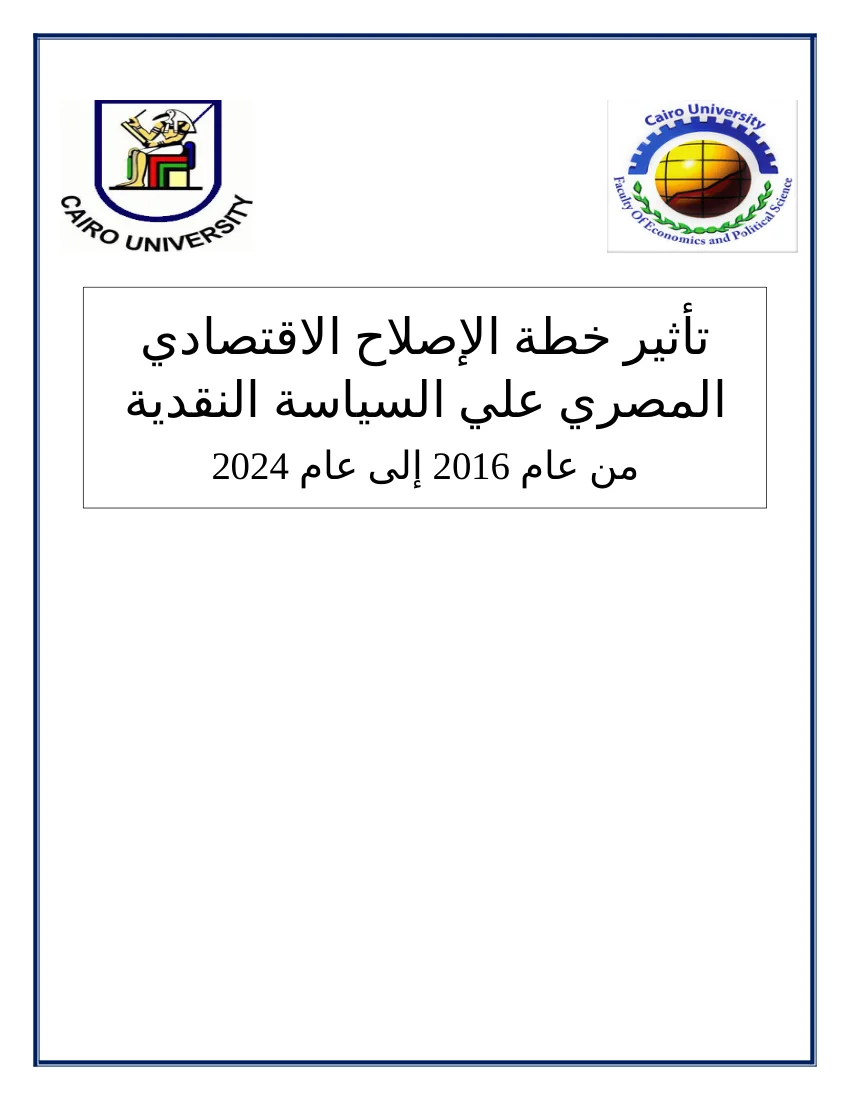 CAIRO UNIVERSITY
Cairo University
Faculty Of Economics and Political Science
تأثير خطة الإصلاح الاقتصادي
المصري علي السياسة النقدية
من عام 2016 إلى عام 2024